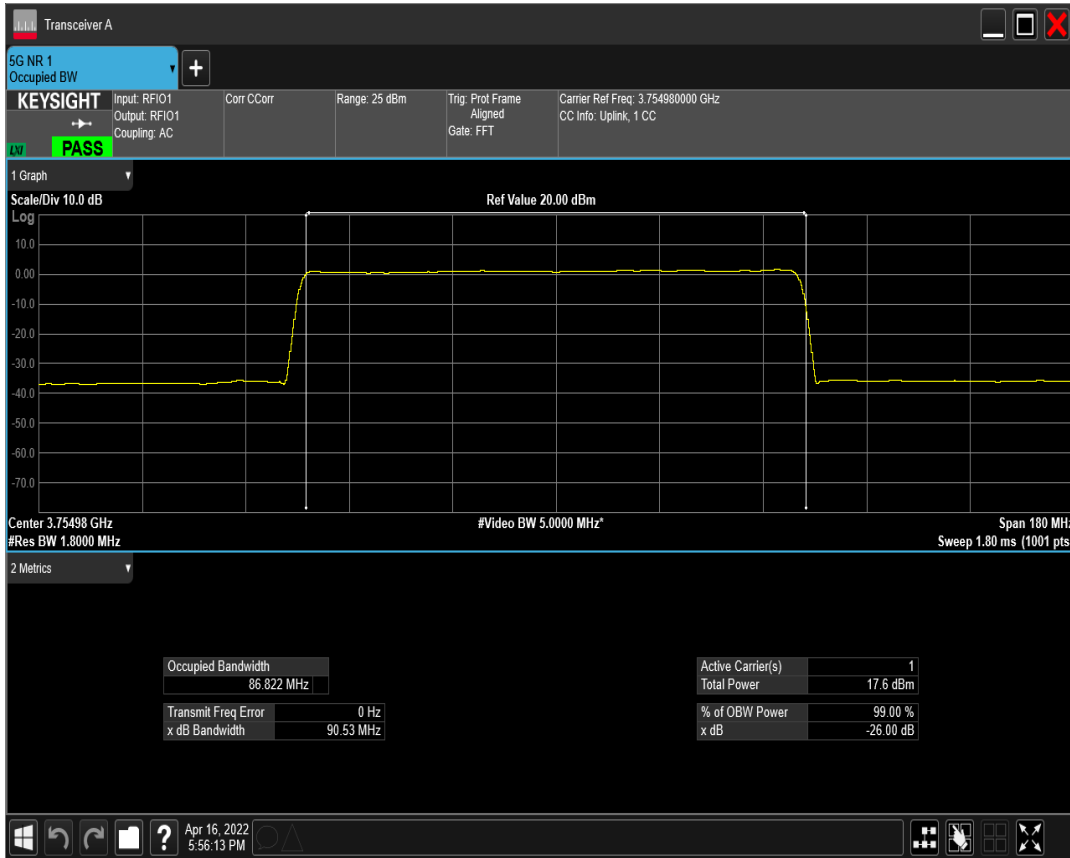 Transceiver A
5G NR 1
Occupied BW
KEYSIGHT
Input: RFIO1
Output: RFIO1
Coupling: AC
Corr CCorr
Range: 25 dBm
Trig: Prot Frame
Aligned
Gate: FFT
Carrier Ref Freq: 3.754980000 GHz
CC Info: Uplink, 1 CC
LXI
PASS
1 Graph
Scale/Div 10.0 dB
Ref Value 20.00 dBm
Log
10.0
0.00
-10.0
-20.0
-30.0
-40.0
-50.0
-60.0
-70.0
Center 3.75498 GHz
#Video BW 5.0000 MHz*
Span 180 MHz
#Res BW 1.8000 MHz
Sweep 1.80 ms (1001 pts
2 Metrics
Occupied Bandwidth
86.822 MHz
Transmit Freq Error 0 Hz
x dB Bandwidth 90.53 MHz
Active Carrier(s) 1
Total Power 17.6 dBm
% of OBW Power 99.00 %
x dB -26.00 dB
Apr 16, 2022
5:56:13 PM